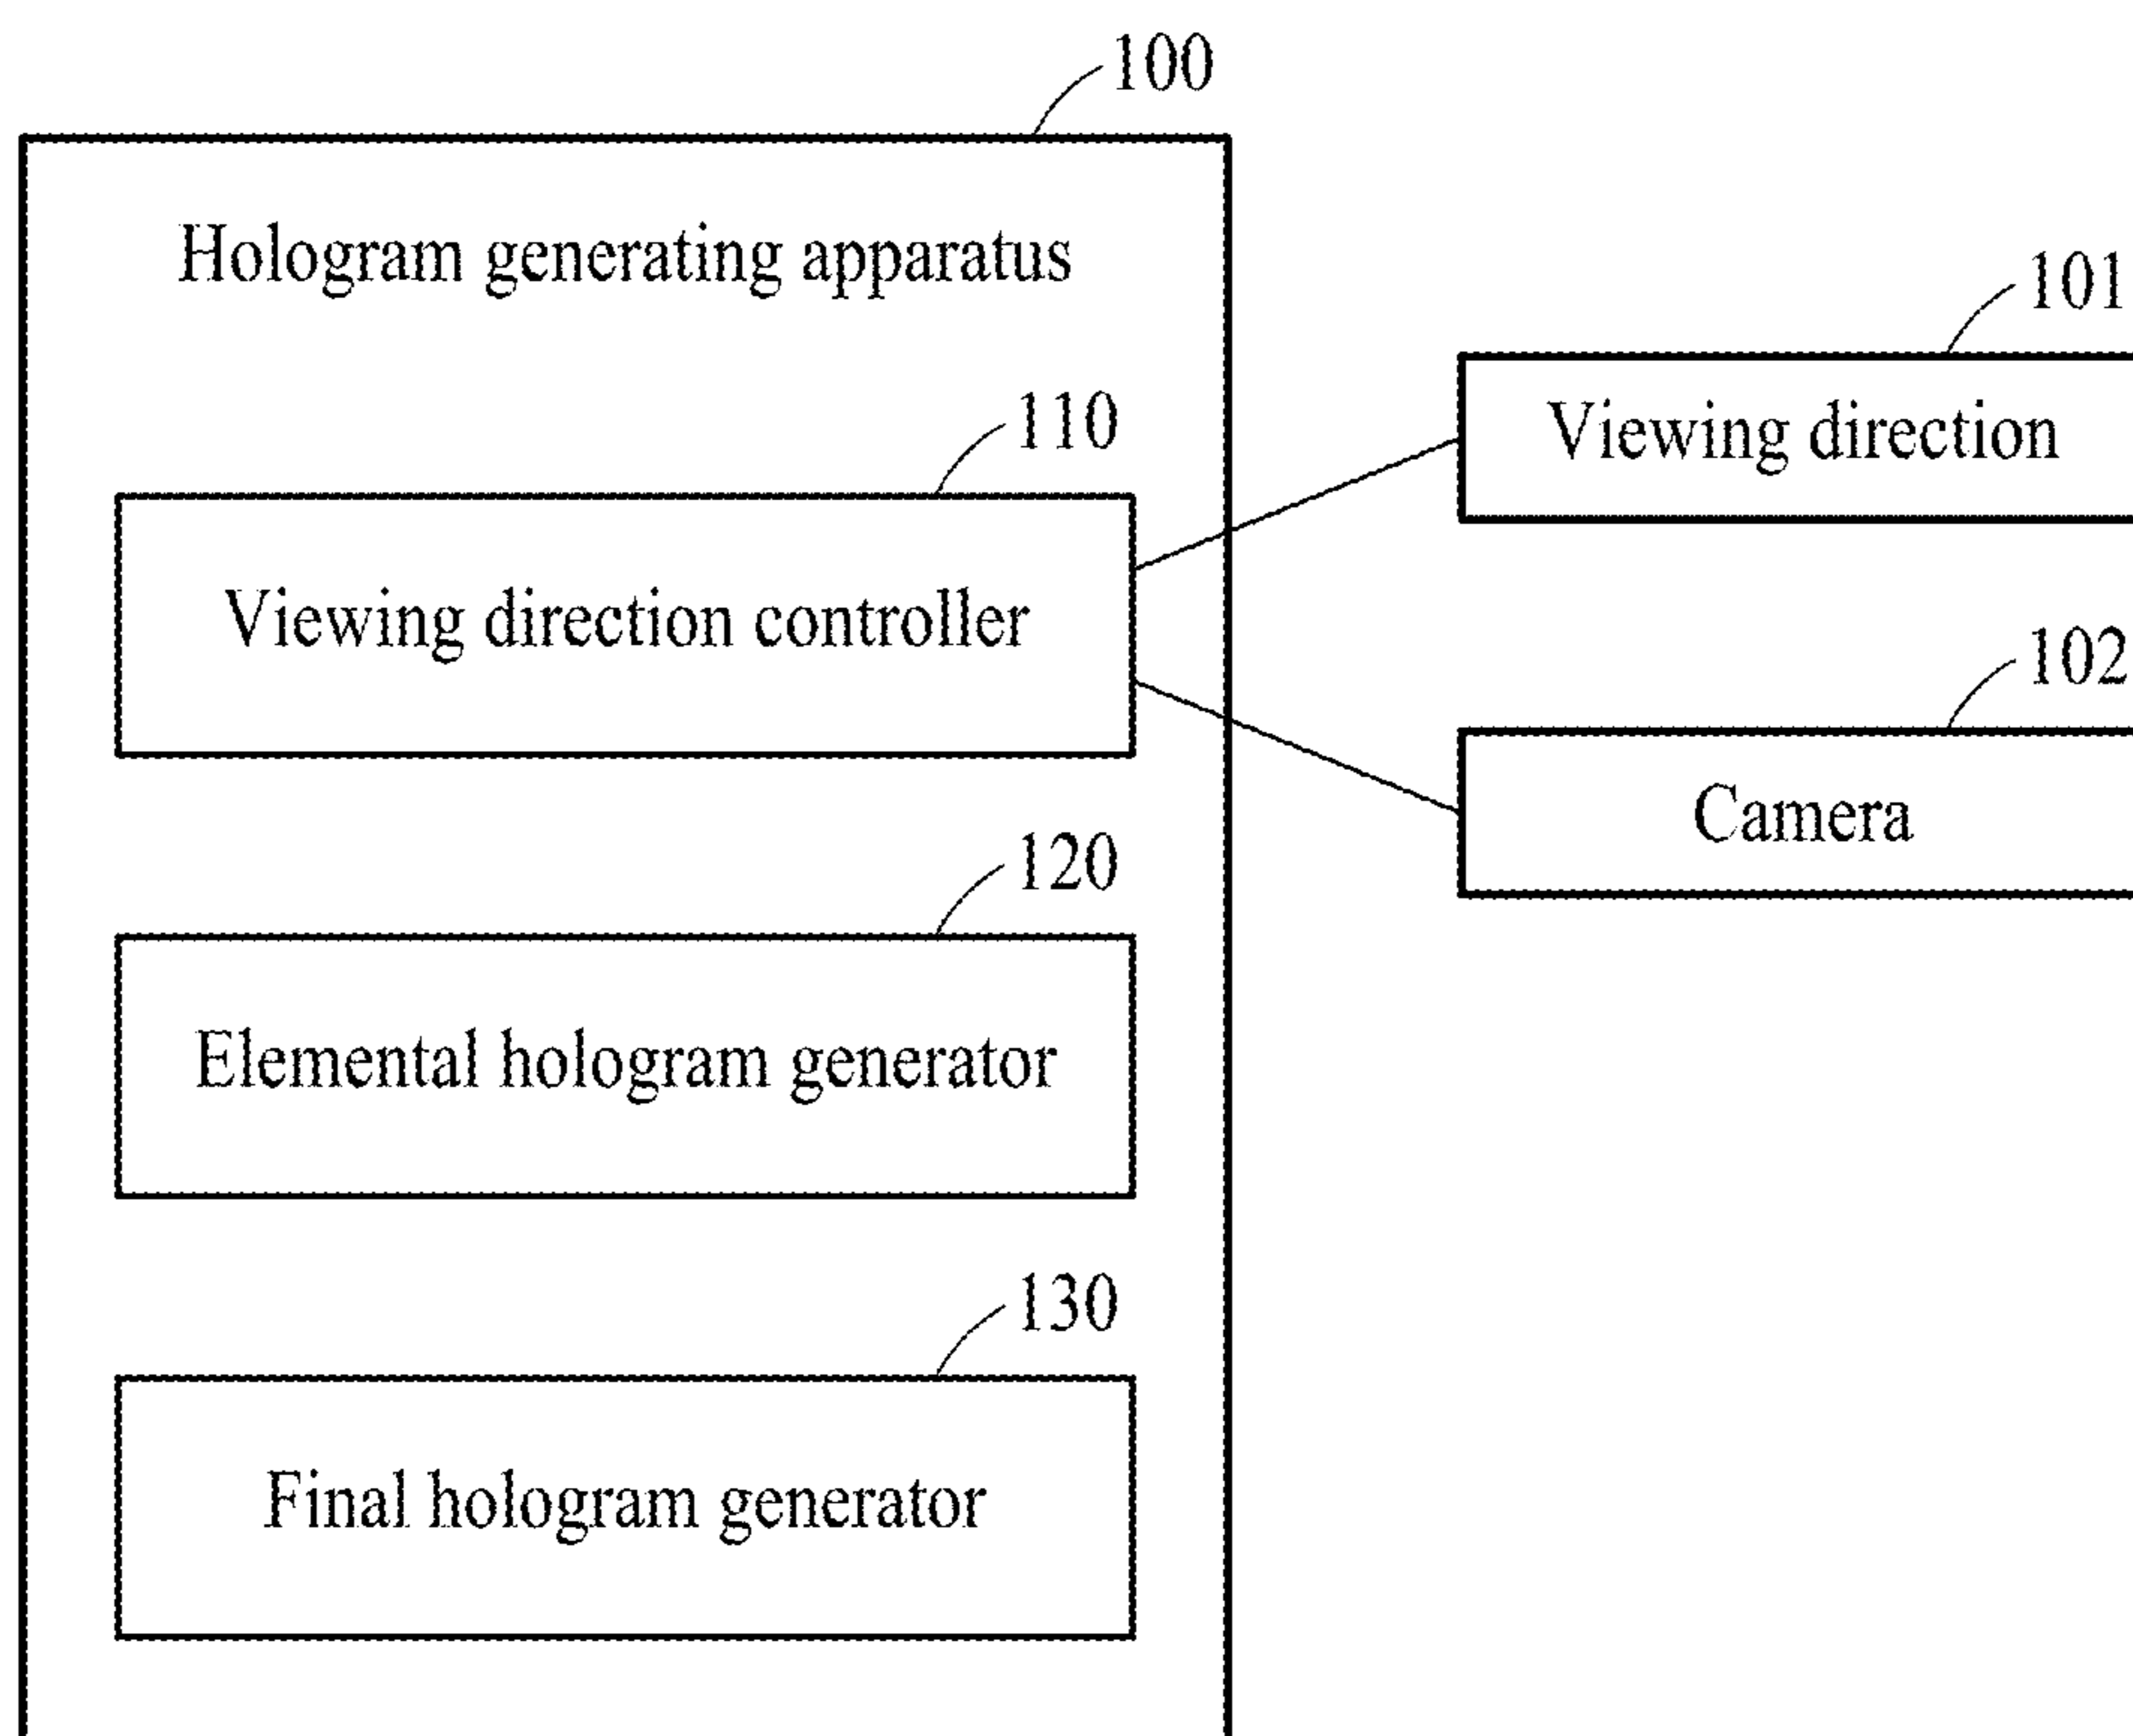 100
Hologram generating apparatus
101
110
Viewing direction
Viewing direction controller
102
Camera
120
Elemental hologram generator
130
Final hologram generator